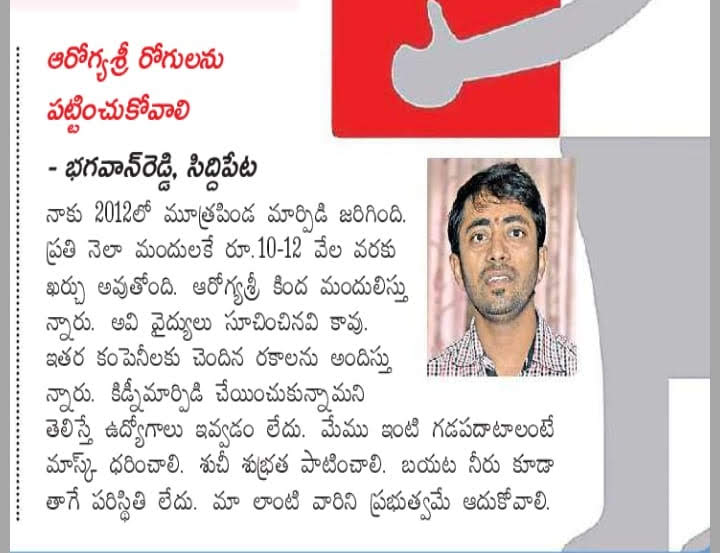 ఆరోగ్యశ్రీ రోగులను
పట్టించుకోవాలి
- భగవాన్‌రెడ్డి, సిద్దిపేట
నాకు 2012లో మూత్రపిండ మార్పిడి జరిగింది.
ప్రతి నెలా మందులకే రూ.10-12 వేల వరకు
ఖర్చు అవుతోంది. ఆరోగ్యశ్రీ కింద మందులిస్తు
న్నారు. అవి వైద్యులు సూచించినవి కావు.
ఇతర కంపెనీలకు చెందిన రకాలను అందిస్తు
న్నారు. కిడ్నీమార్పిడి చేయించుకున్నామని
తెలిస్తే ఉద్యోగాలు ఇవ్వడం లేదు. మేము ఇంటి గడపదాటాలంటే
మాస్క్ ధరించాలి. శుచీ శుభ్రత పాటించాలి. బయట నీరు కూడా
తాగే పరిస్థితి లేదు. మా లాంటి వారిని ప్రభుత్వమే ఆదుకోవాలి.